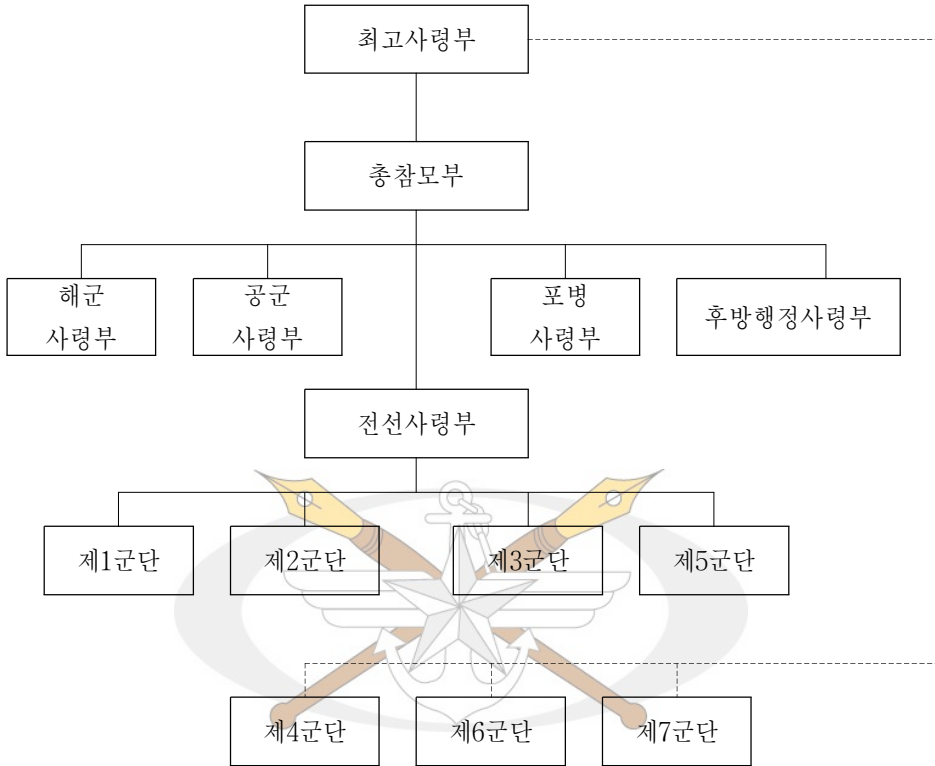 최고사령부
총참모부
해군
사령부
공군
사령부
포병
사령부
후방행정사령부
전선사령부
제1군단
제2군단
제3군단
제5군단
제4군단
제6군단
제7군단